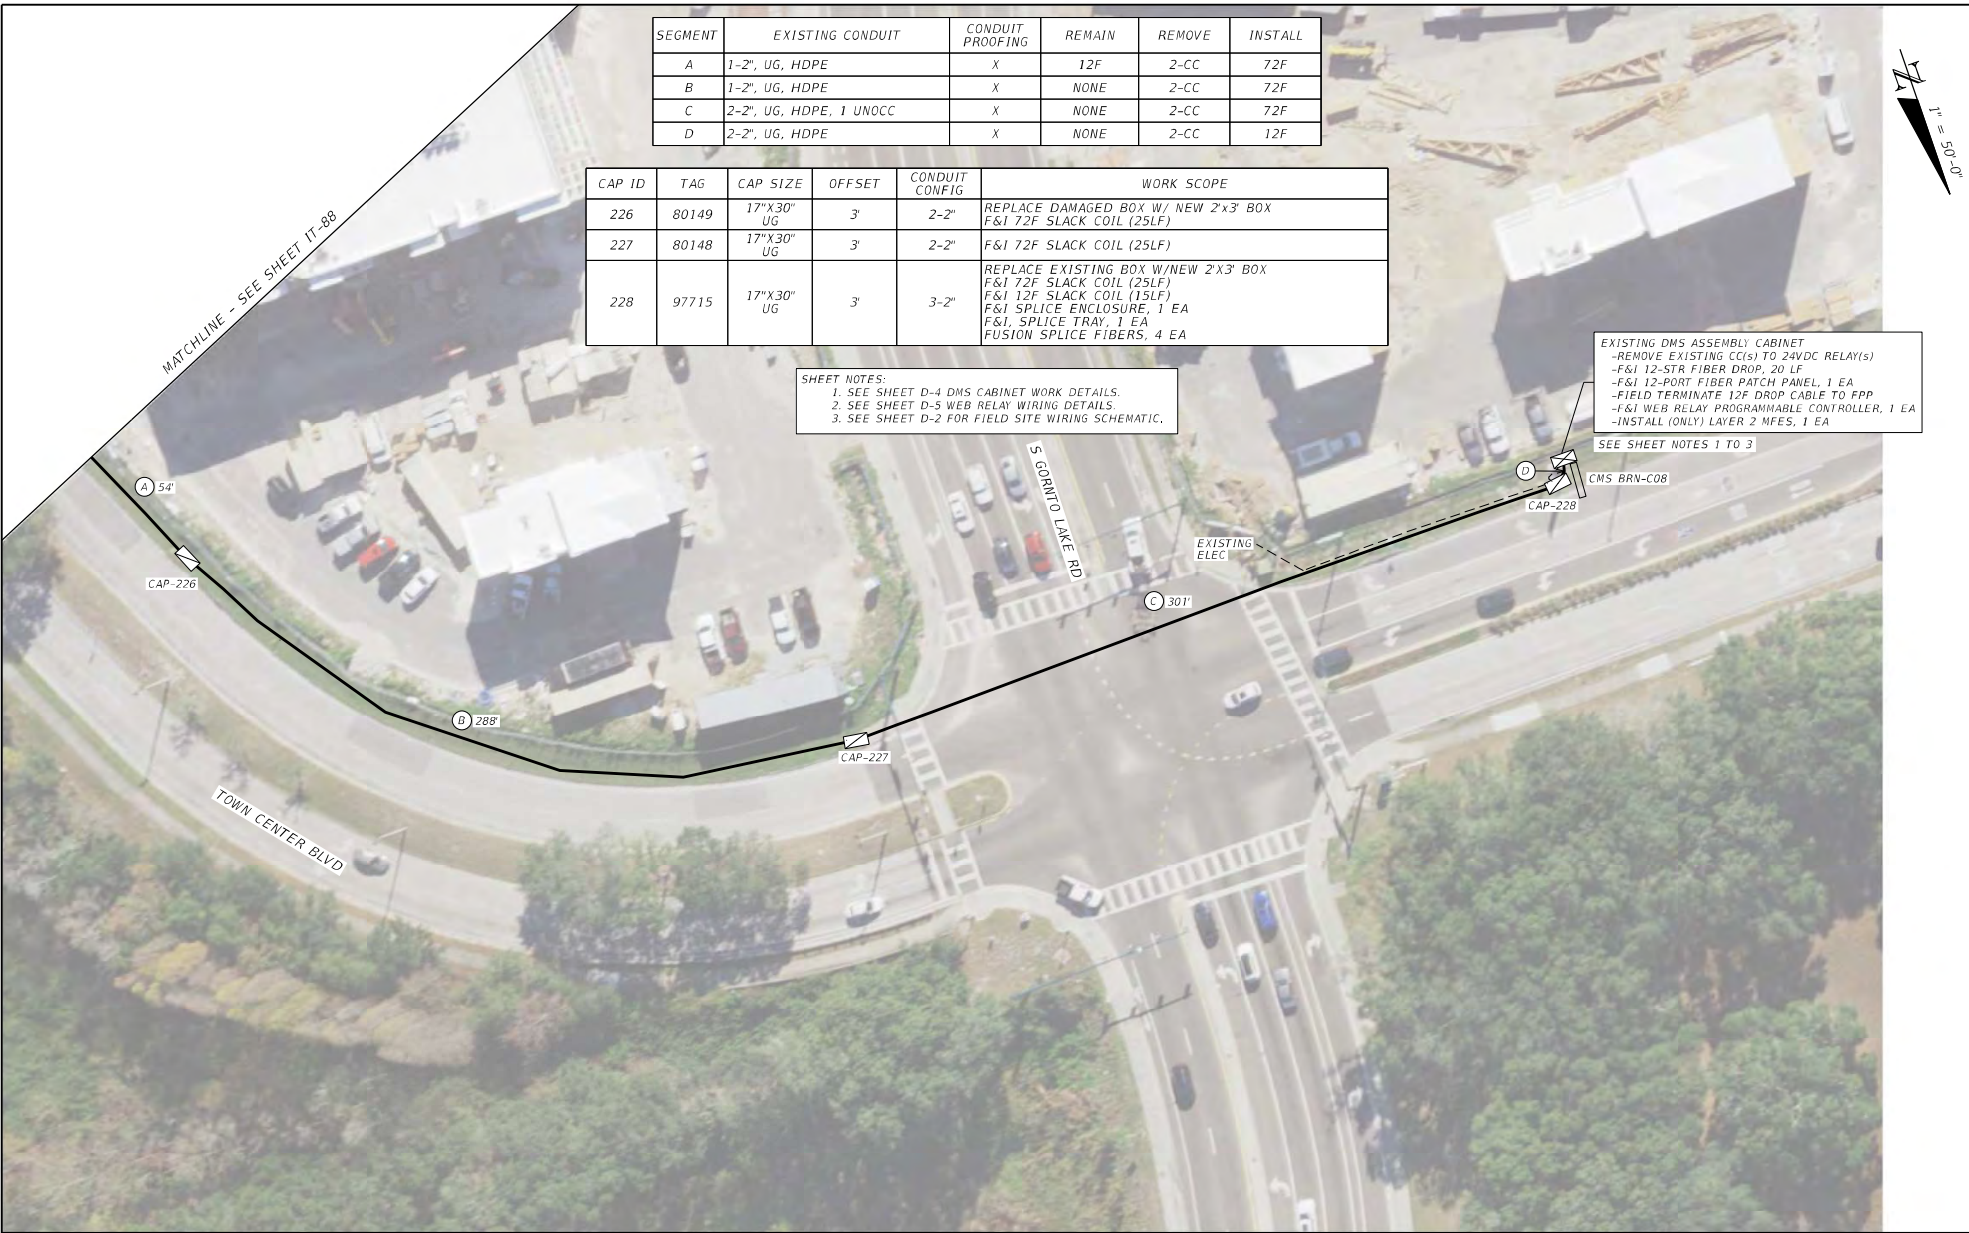 SEGMENT EXISTING CONDUIT CONDUIT PROOFING REMAIN REMOVE INSTALL
A 1-2", UG, HDPE X 12F 2-CC 72F
B 1-2", UG, HDPE X NONE 2-CC 72F
C 2-2", UG, HDPE, 1 UNOCC X NONE 2-CC 72F
D 2-2", UG, HDPE X NONE 2-CC 12F
1" = 50'-0"
CAP ID TAG CAP SIZE OFFSET CONDUIT CONFIG WORK SCOPE
226 80149 17"X30" UG 3' 2-2" REPLACE DAMAGED BOX W/ NEW 2'x3' BOX
F&I 72F SLACK COIL (25LF)
227 80148 17"X30" UG 3' 2-2" F&I 72F SLACK COIL (25LF)
228 97715 17"X30" UG 3' 3-2" REPLACE EXISTING BOX W/NEW 2'X3' BOX
F&I 72F SLACK COIL (25LF)
F&I 12F SLACK COIL (15LF)
F&I SPLICE ENCLOSURE, 1 EA
F&I, SPLICE TRAY, 1 EA
FUSION SPLICE FIBERS, 4 EA
MATCHLINE - SEE SHEET IT-88
SHEET NOTES:
1. SEE SHEET D-4 DMS CABINET WORK DETAILS.
2. SEE SHEET D-5 WEB RELAY WIRING DETAILS.
3. SEE SHEET D-2 FOR FIELD SITE WIRING SCHEMATIC.
EXISTING DMS ASSEMBLY CABINET
-REMOVE EXISTING CC(s) TO 24VDC RELAY(s)
-F&I 12-STR FIBER DROP, 20 LF
-F&I 12-PORT FIBER PATCH PANEL, 1 EA
-FIELD TERMINATE 12F DROP CABLE TO FPP
-F&I WEB RELAY PROGRAMMABLE CONTROLLER, 1 EA
-INSTALL (ONLY) LAYER 2 MFES, 1 EA
SEE SHEET NOTES 1 TO 3
D
CMS BRN-C08
CAP-228
A 54'
S GORNTO LAKE RD
EXISTING
ELEC
CAP-226
C 301'
B 288'
CAP-227
TOWN CENTER BLVD